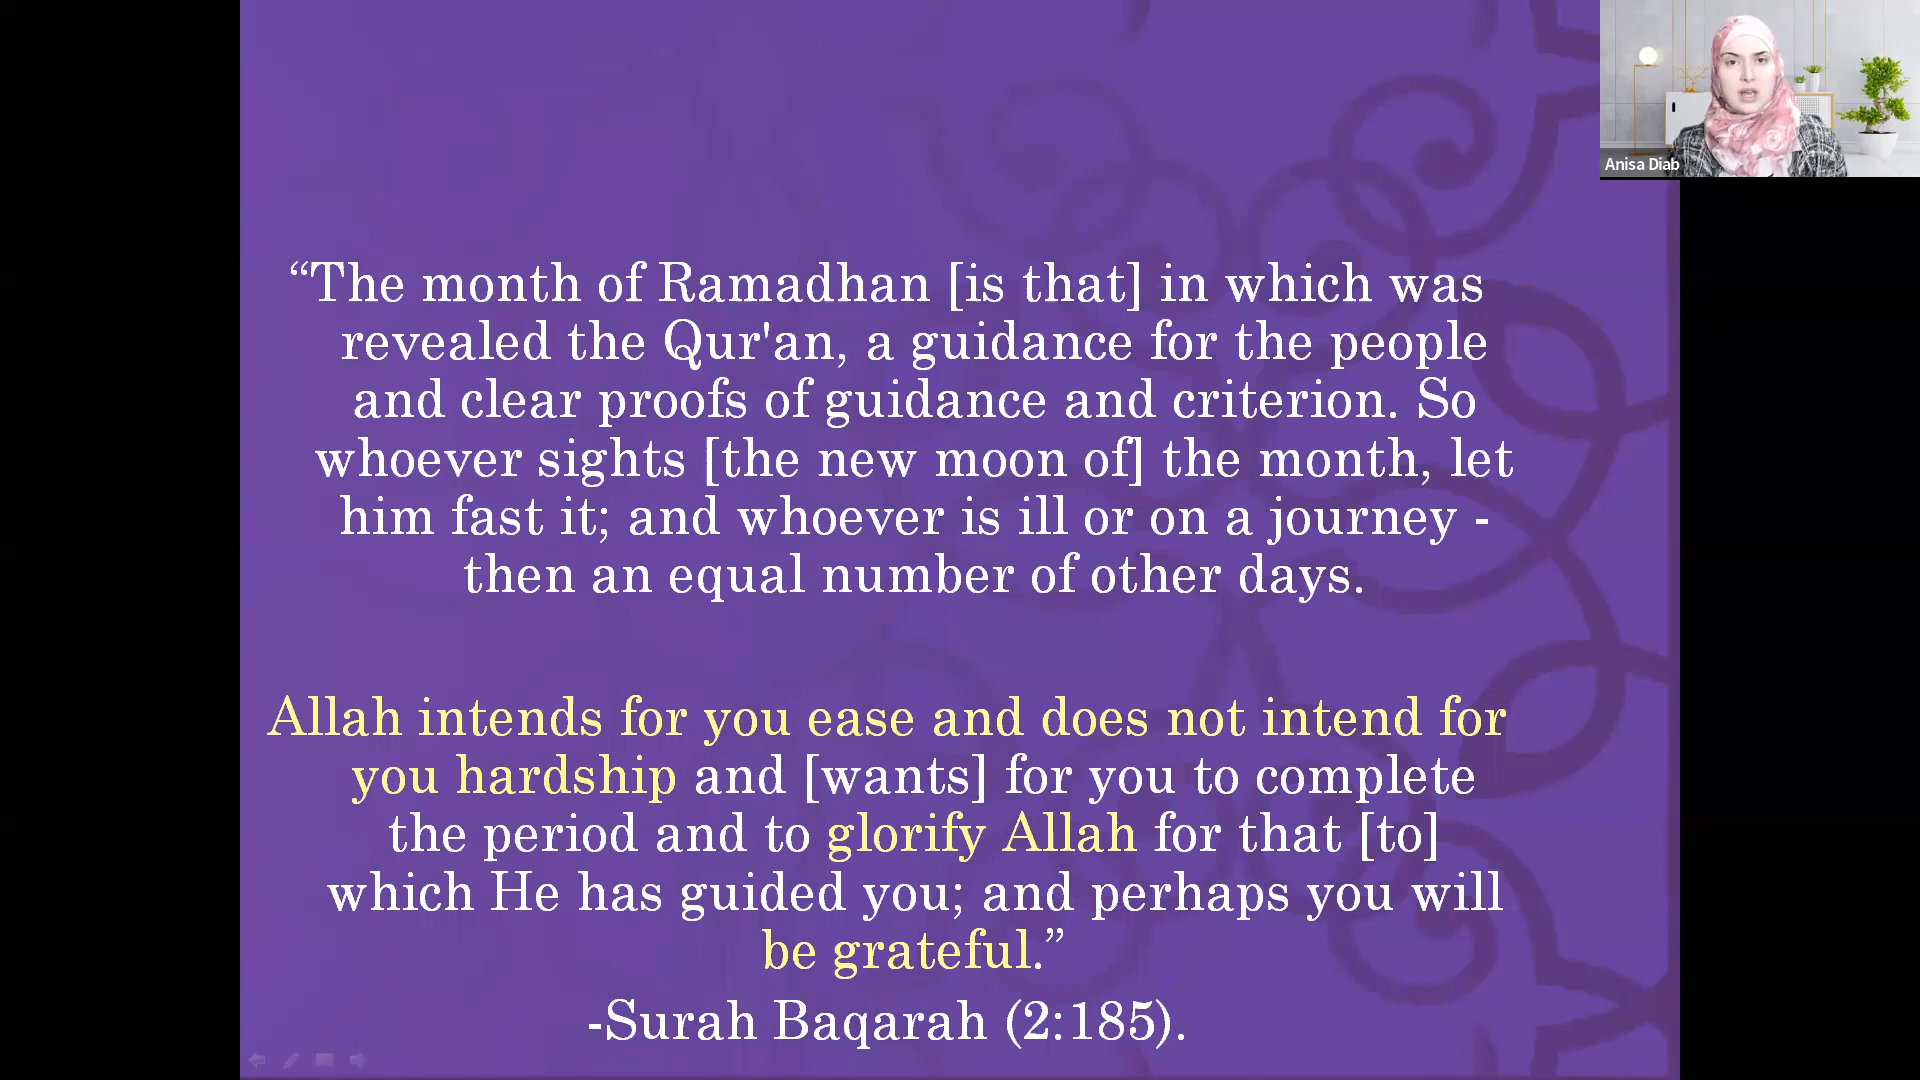 “The month of Ramadhan [is that] in which was
revealed the Qur'an, a guidance for the people
and clear proofs of guidance and criterion. So
whoever sights [the new moon of] the month, let
him fast it; and whoever is ill or on a journey -
then an equal number of other days.
Allah intends for you ease and does not intend for
you hardship and [wants] for you to complete
the period and to glorify Allah for that [to]
which He has guided you; and perhaps you will
be grateful.”
-Surah Baqarah (2:185).
Anisa Diab